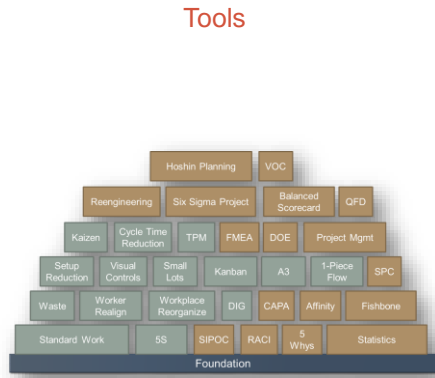 Tools
Hoshin Planning VOC
Reengineering Six Sigma Project Balanced Scorecard QFD
Kaizen Cycle Time Reduction TPM FMEA DOE Project Mgmt
Setup Reduction Visual Controls Small Lots Kanban A3 1-Piece Flow SPC
Waste Worker Realign Workplace Reorganize DIG CAPA Affinity Fishbone
Standard Work 5S SIPOC RACI 5 Whys Statistics
Foundation